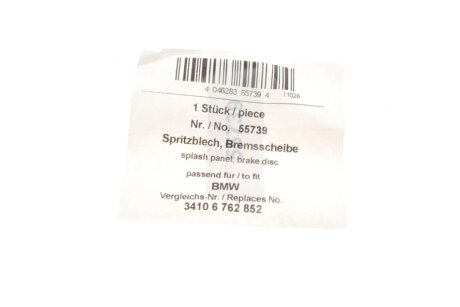 4 046283 55739 4 11028
1 Stück / piece
Nr. / No. 55739
Spritzblech, Bremsscheibe
splash panel, brake disc
passend für / to fit
BMW
Vergleichs-Nr. / Replaces No.
3410 6 762 852